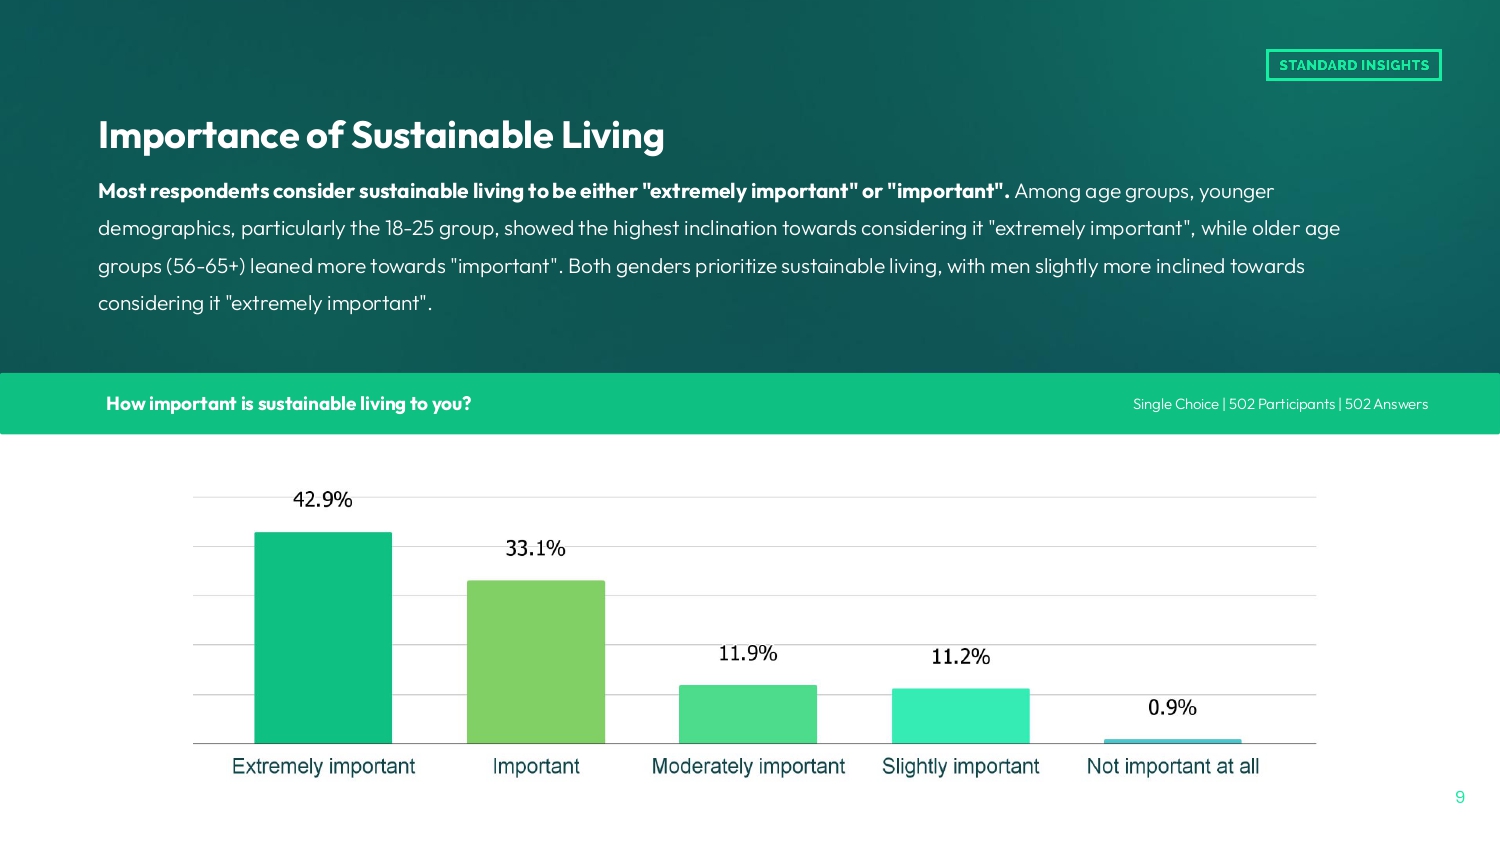 STANDARD INSIGHTS
Importance of Sustainable Living
Most respondents consider sustainable living to be either "extremely important" or "important". Among age groups, younger
demographics, particularly the 18-25 group, showed the highest inclination towards considering it "extremely important", while older age
groups (56-65+) leaned more towards "important". Both genders prioritize sustainable living, with men slightly more inclined towards
considering it "extremely important".
How important is sustainable living to you?
Single Choice | 502 Participants | 502 Answers
42.9%
33.1%
11.9%
11.2%
0.9%
Extremely important
Important
Moderately important
Slightly important
Not important at all
9